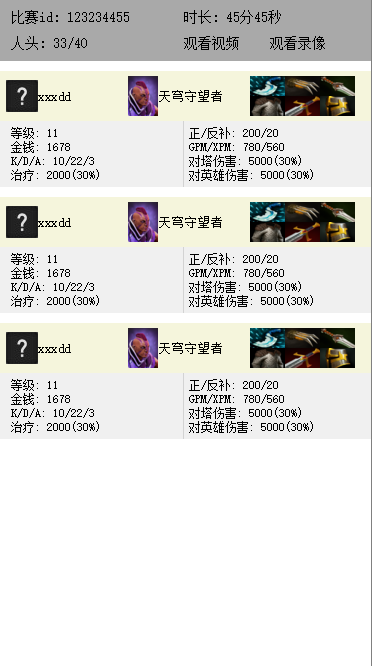 比赛id: 123234455 时长: 45分45秒
人头: 33/40 观看视频 观看录像
? xxxdd 天穹守望者
等级: 11 正/反补: 200/20
金钱: 1678 GPM/XPM: 780/560
K/D/A: 10/22/3 对塔伤害: 5000(30%)
治疗: 2000(30%) 对英雄伤害: 5000(30%)
? xxxdd 天穹守望者
等级: 11 正/反补: 200/20
金钱: 1678 GPM/XPM: 780/560
K/D/A: 10/22/3 对塔伤害: 5000(30%)
治疗: 2000(30%) 对英雄伤害: 5000(30%)
? xxxdd 天穹守望者
等级: 11 正/反补: 200/20
金钱: 1678 GPM/XPM: 780/560
K/D/A: 10/22/3 对塔伤害: 5000(30%)
治疗: 2000(30%) 对英雄伤害: 5000(30%)